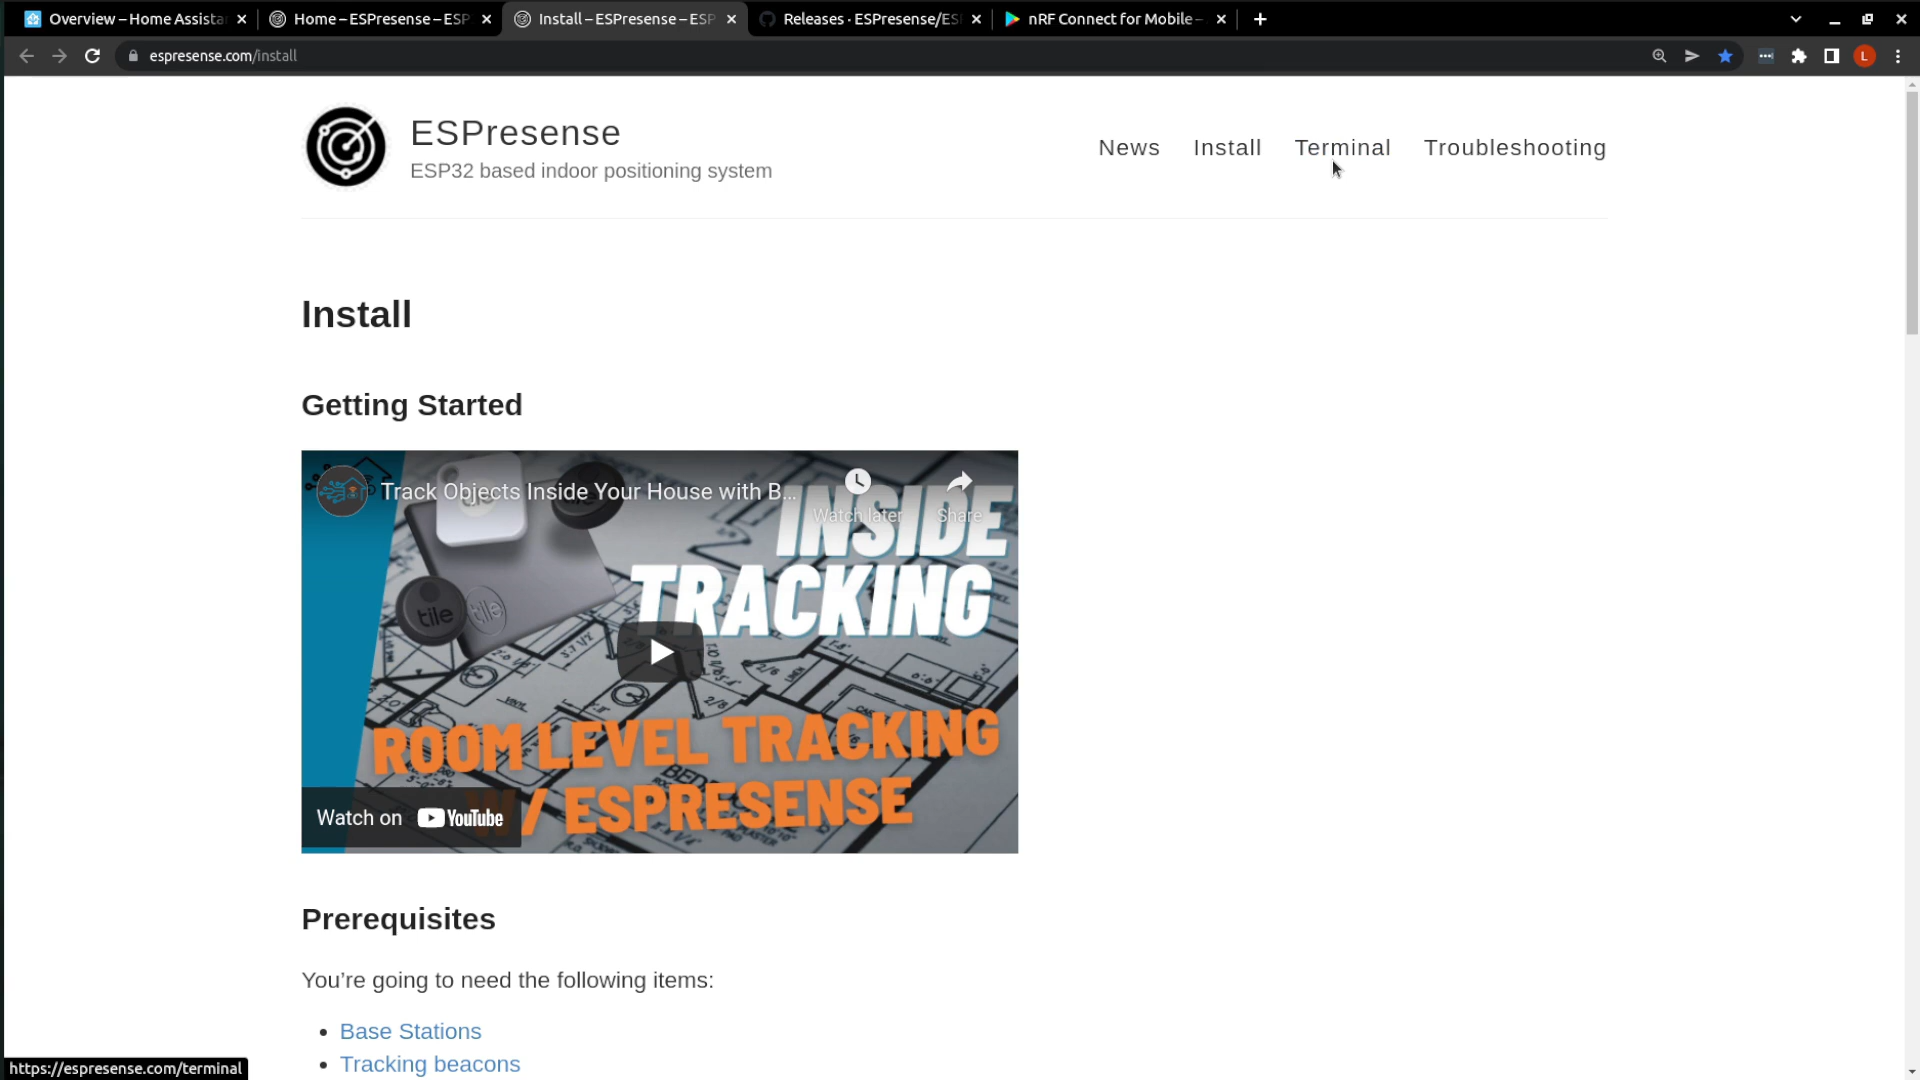 Overview – Home Assista
Home – ESPresense – ESP
Install – ESPresense – ESP
Releases · ESPresense/ES
nRF Connect for Mobile –
espresense.com/install
L
ESPresense
ESP32 based indoor positioning system
News
Install
Terminal
Troubleshooting
Install
Getting Started
Track Objects Inside Your House with B...
Watch later
Share
INSIDE
TRACKING
tile
tile
ROOM LEVEL TRACKING
W/ ESPRESENSE
Watch on YouTube
Prerequisites
You’re going to need the following items:
• Base Stations
• Tracking beacons
https://espresense.com/terminal